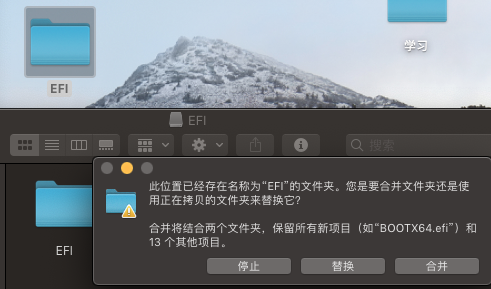 EFI
学习
EFI
搜索
EFI
此位置已经存在名称为“EFI”的文件夹。您是要合并文件夹还是使
用正在拷贝的文件夹来替换它?
合并将结合两个文件夹，保留所有新项目（如“BOOTX64.efi”）和
13 个其他项目。
停止
替换
合并